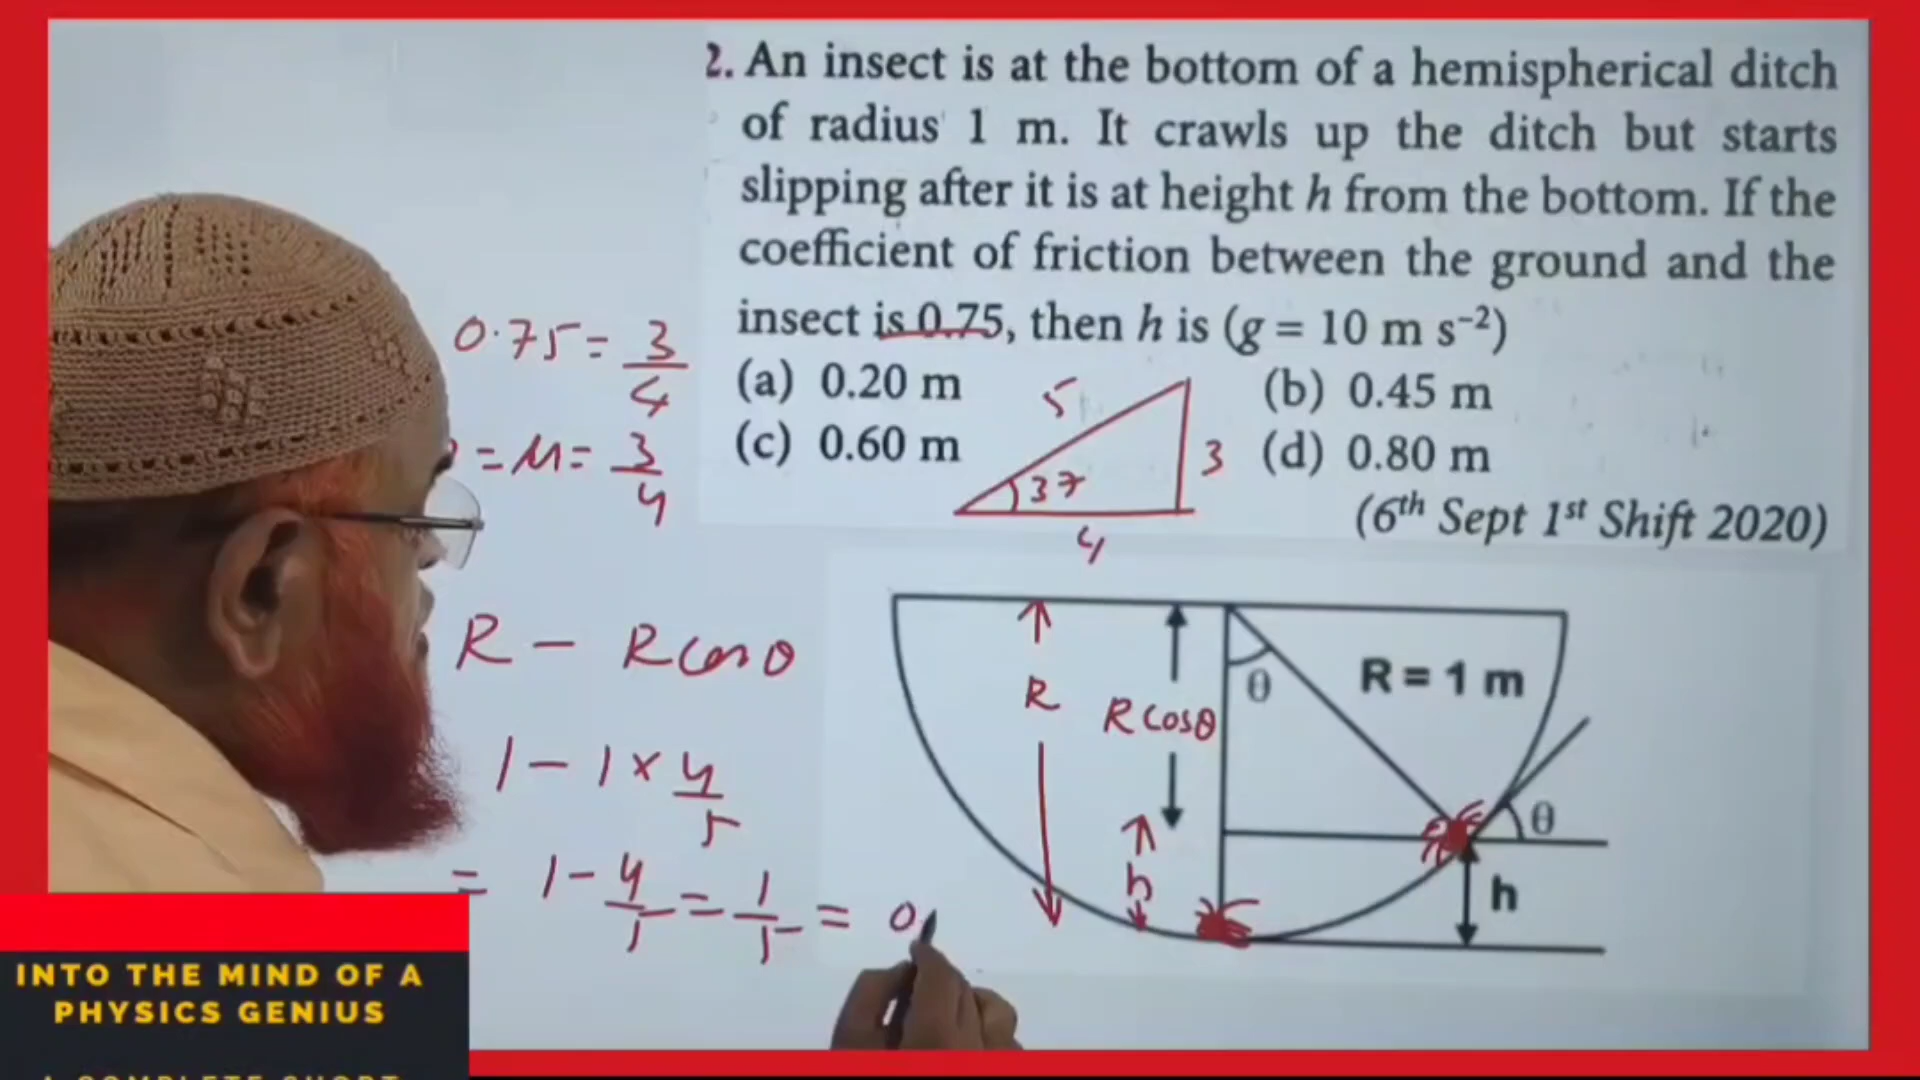 2. An insect is at the bottom of a hemispherical ditch
of radius 1 m. It crawls up the ditch but starts
slipping after it is at height h from the bottom. If the
coefficient of friction between the ground and the
insect is 0.75, then h is (g = 10 m s⁻²)
(a) 0.20 m (b) 0.45 m
(c) 0.60 m (d) 0.80 m
(6th Sept 1st Shift 2020)
0.75 = 3/4
= μ = 3/4
5
3
37
4
R - R cos θ
1 - 1 × 4/5
= 1 - 4/5 = 1/5 = 0.
R
R cos θ
θ
R = 1 m
θ
h
h
INTO THE MIND OF A
PHYSICS GENIUS
A COMPLETE SHORT